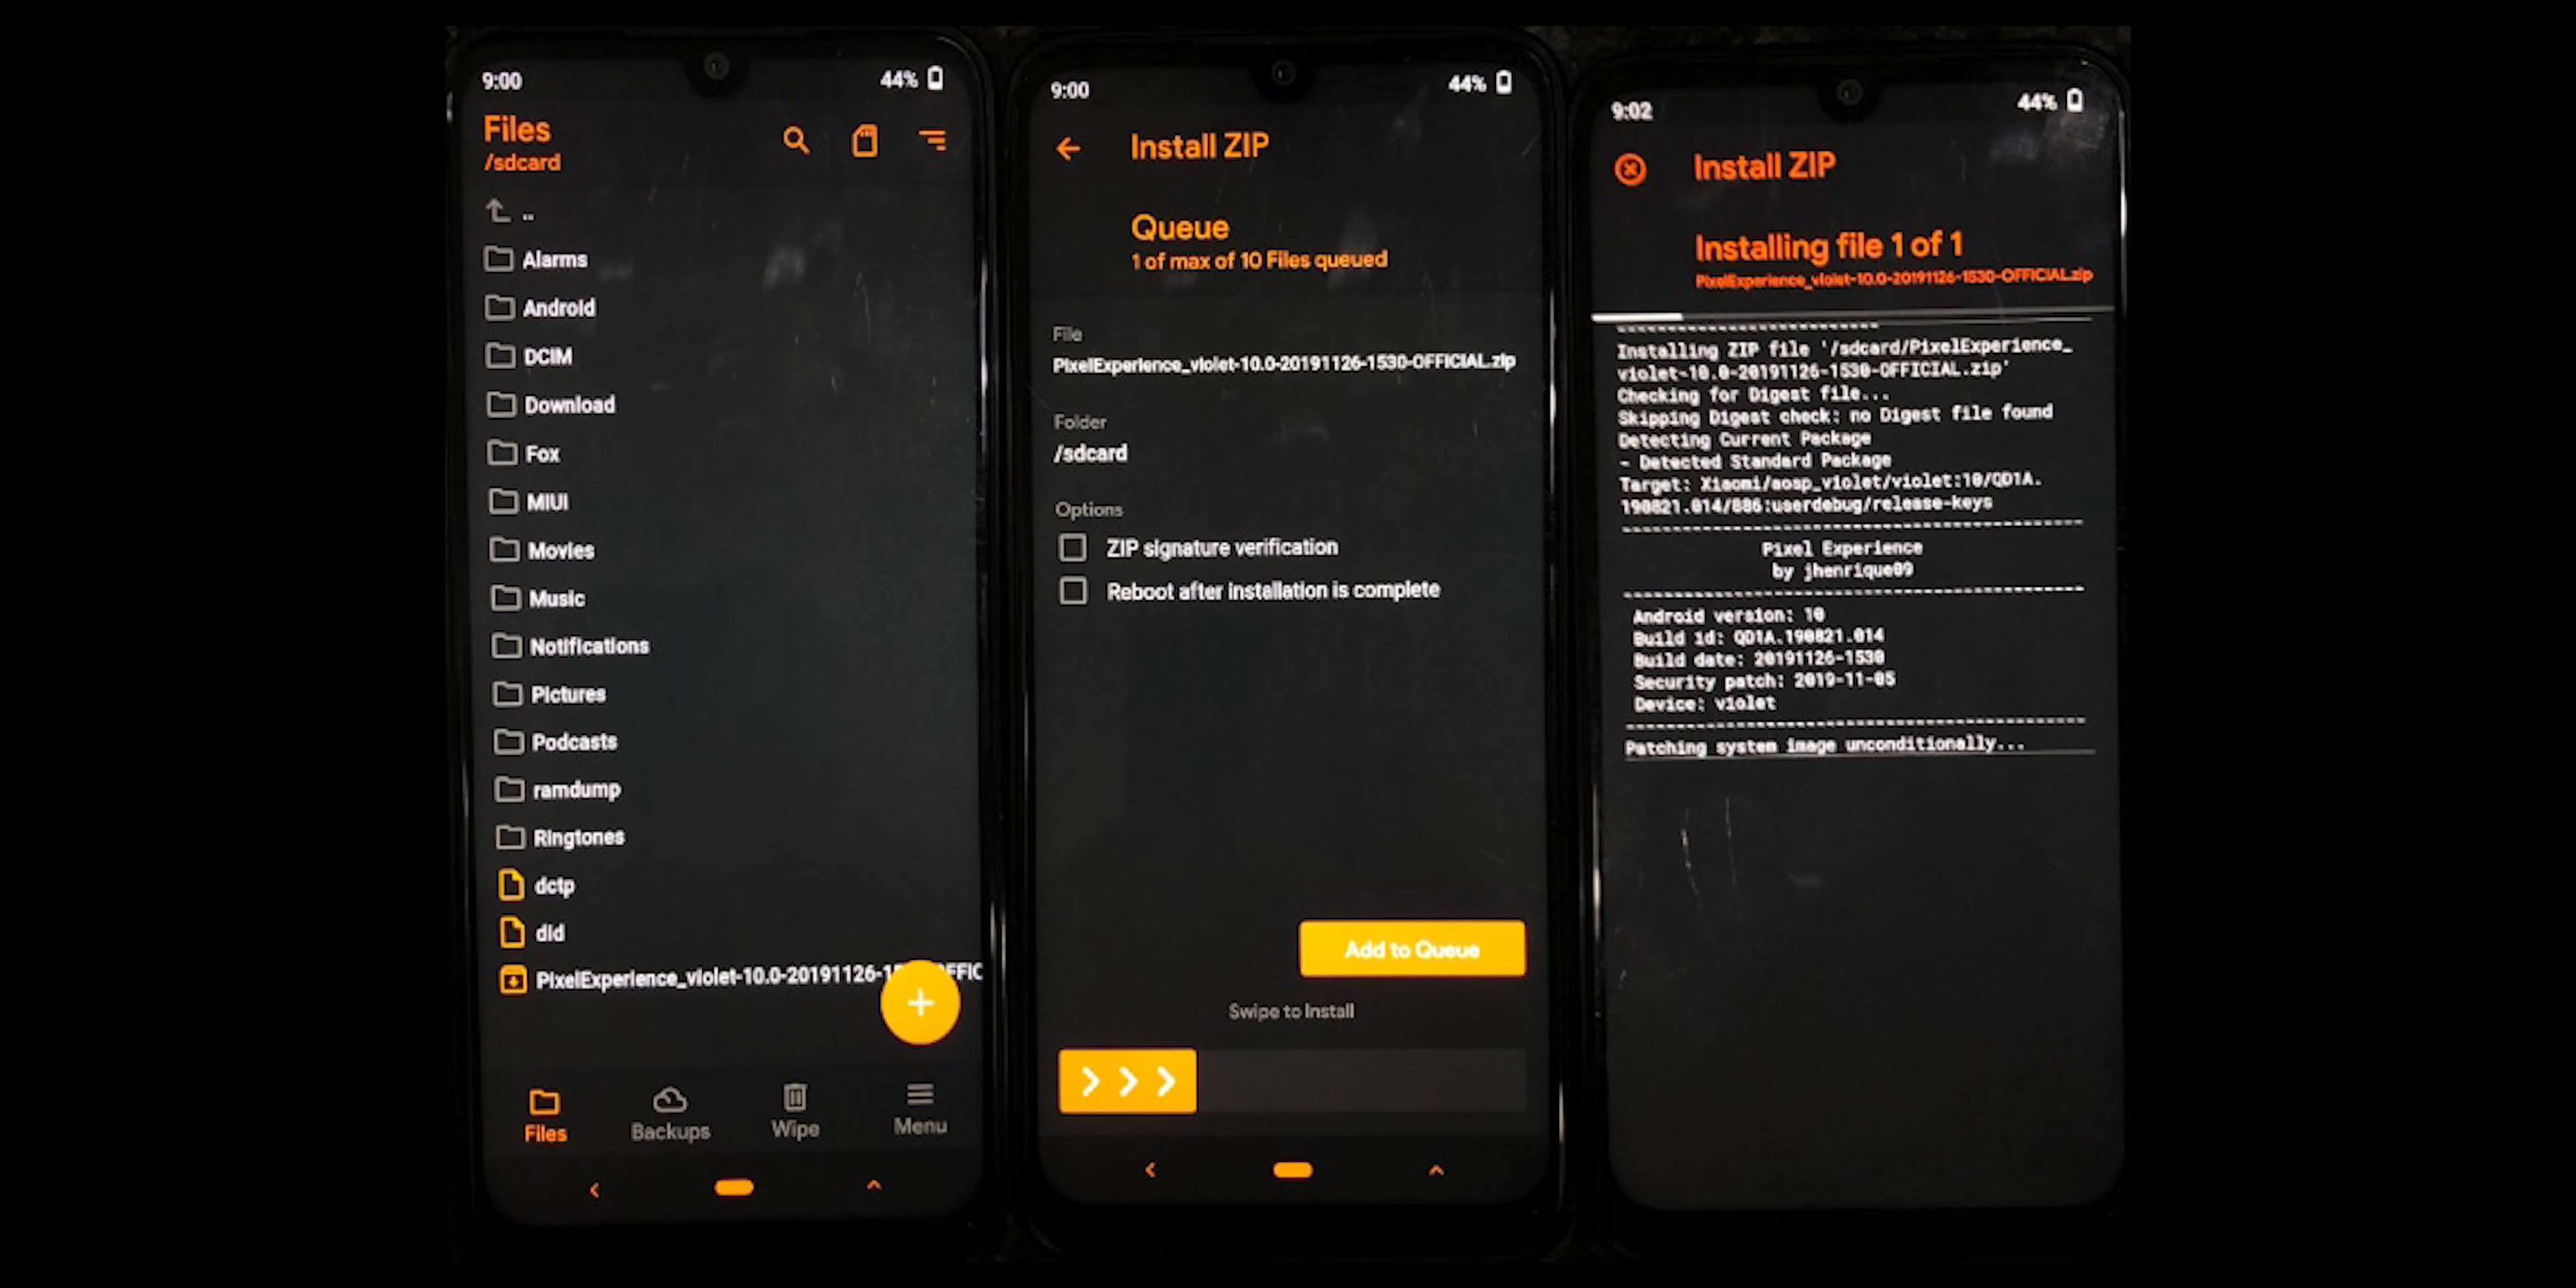 9:00
44%
Files
/sdcard
..
Alarms
Android
DCIM
Download
Fox
MIUI
Movies
Music
Notifications
Pictures
Podcasts
ramdump
Ringtones
dctp
did
PixelExperience_violet-10.0-20191126-1
FFIC
Files
Backups
Wipe
Menu
9:00
44%
Install ZIP
Queue
1 of max of 10 Files queued
File
PixelExperience_violet-10.0-20191126-1530-OFFICIAL.zip
Folder
/sdcard
Options
ZIP signature verification
Reboot after installation is complete
Add to Queue
Swipe to Install
9:02
44%
Install ZIP
Installing file 1 of 1
PixelExperience_violet-10.0-20191126-1530-OFFICIAL.zip
Installing ZIP file '/sdcard/PixelExperience_
violet-10.0-20191126-1530-OFFICIAL.zip'
Checking for Digest file...
Skipping Digest check: no Digest file found
Detecting Current Package
- Detected Standard Package
Target: Xiaomi/aosp_violet/violet:10/QD1A.
190821.014/886:userdebug/release-keys
Pixel Experience
by jhenrique09
Android version: 10
Build id: QD1A.190821.014
Build date: 20191126-1530
Security patch: 2019-11-05
Device: violet
Patching system image unconditionally...